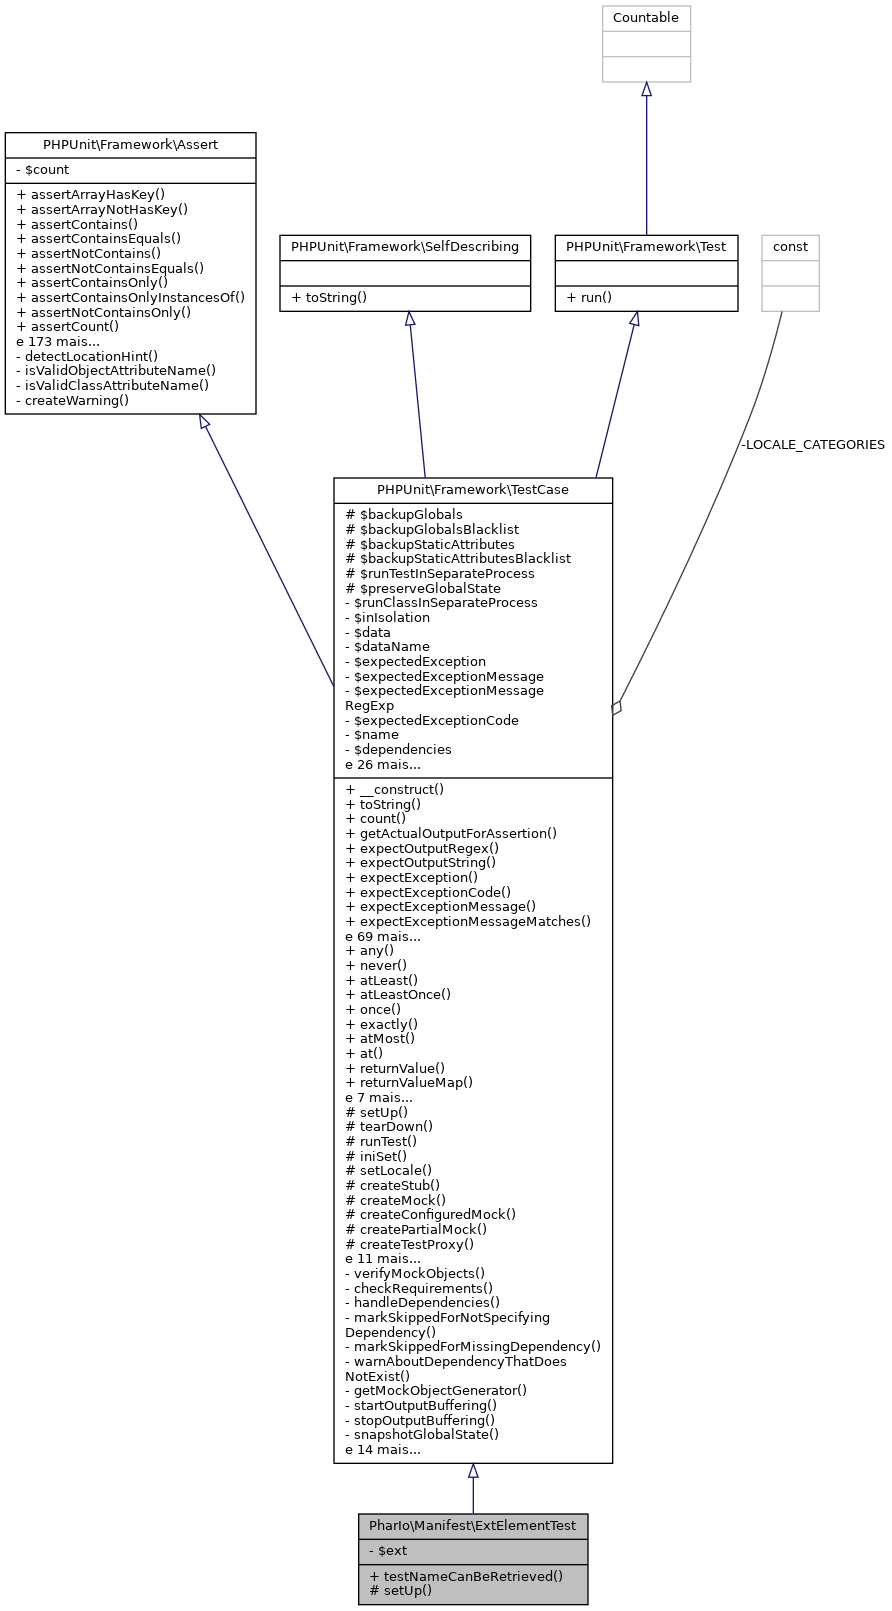 Countable
PHPUnit\Framework\Assert
- $count
+ assertArrayHasKey()
+ assertArrayNotHasKey()
+ assertContains()
+ assertContainsEquals()
+ assertNotContains()
+ assertNotContainsEquals()
+ assertContainsOnly()
+ assertContainsOnlyInstancesOf()
+ assertNotContainsOnly()
+ assertCount()
e 173 mais...
- detectLocationHint()
- isValidObjectAttributeName()
- isValidClassAttributeName()
- createWarning()
PHPUnit\Framework\SelfDescribing
+ toString()
PHPUnit\Framework\Test
+ run()
const
-LOCALE_CATEGORIES
PHPUnit\Framework\TestCase
# $backupGlobals
# $backupGlobalsBlacklist
# $backupStaticAttributes
# $backupStaticAttributesBlacklist
# $runTestInSeparateProcess
# $preserveGlobalState
- $runClassInSeparateProcess
- $inIsolation
- $data
- $dataName
- $expectedException
- $expectedExceptionMessage
- $expectedExceptionMessage
RegExp
- $expectedExceptionCode
- $name
- $dependencies
e 26 mais...
+ __construct()
+ toString()
+ count()
+ getActualOutputForAssertion()
+ expectOutputRegex()
+ expectOutputString()
+ expectException()
+ expectExceptionCode()
+ expectExceptionMessage()
+ expectExceptionMessageMatches()
e 69 mais...
+ any()
+ never()
+ atLeast()
+ atLeastOnce()
+ once()
+ exactly()
+ atMost()
+ at()
+ returnValue()
+ returnValueMap()
e 7 mais...
# setUp()
# tearDown()
# runTest()
# iniSet()
# setLocale()
# createStub()
# createMock()
# createConfiguredMock()
# createPartialMock()
# createTestProxy()
e 11 mais...
- verifyMockObjects()
- checkRequirements()
- handleDependencies()
- markSkippedForNotSpecifying
Dependency()
- markSkippedForMissingDependency()
- warnAboutDependencyThatDoes
NotExist()
- getMockObjectGenerator()
- startOutputBuffering()
- stopOutputBuffering()
- snapshotGlobalState()
e 14 mais...
PharIo\Manifest\ExtElementTest
- $ext
+ testNameCanBeRetrieved()
# setUp()